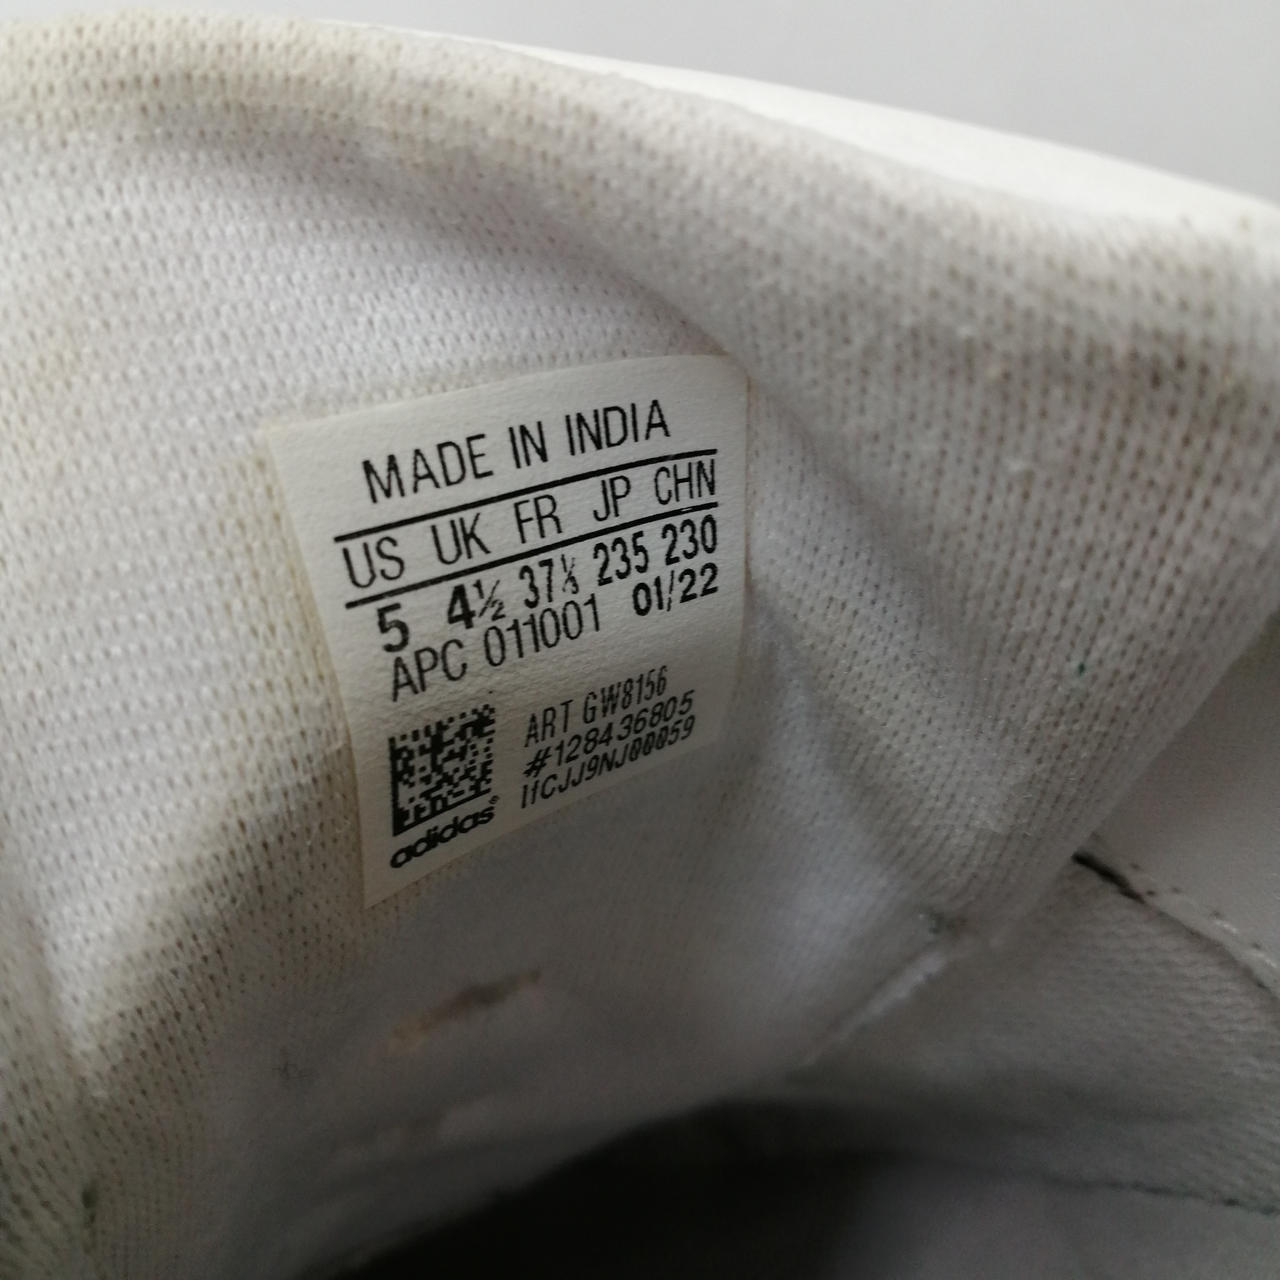 MADE IN INDIA
US UK FR JP CHN
5 4½ 37⅓ 235 230
APC 011001 01/22
ART GW8156
#128436805
IfCJJ9NJ00059
adidas®